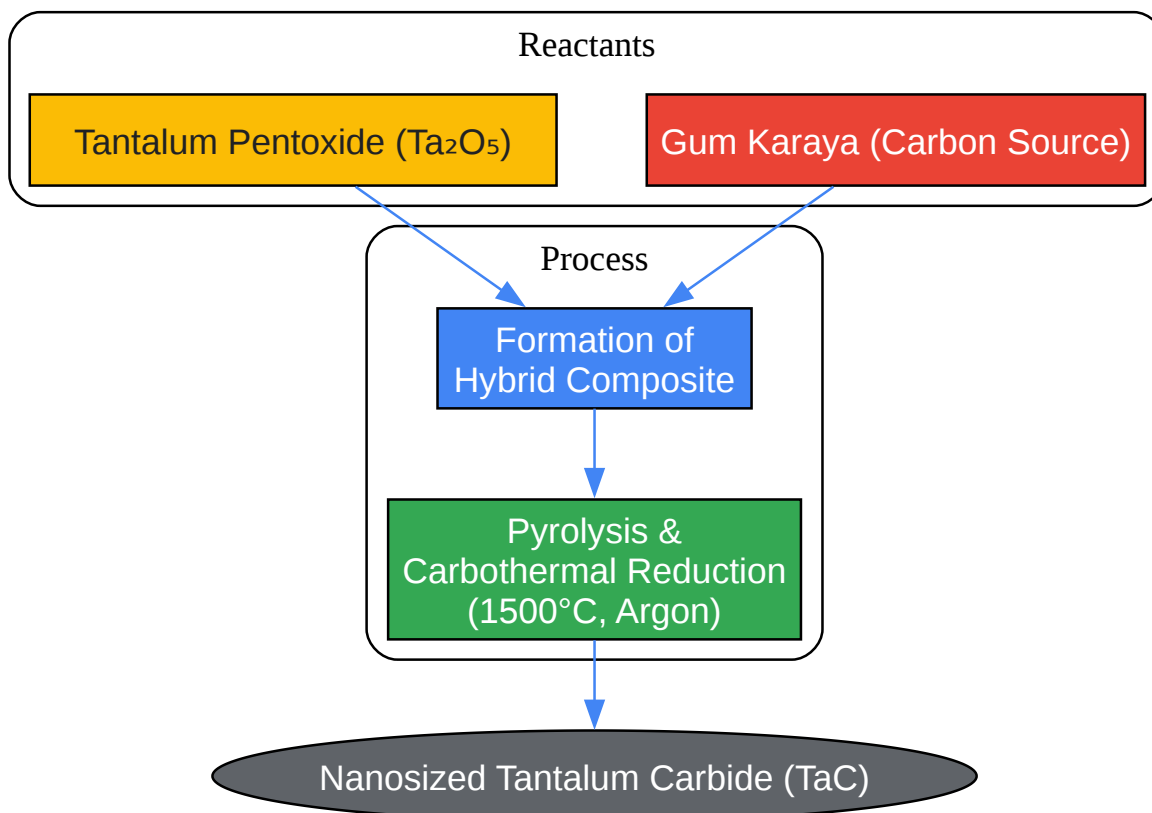 Reactants
Tantalum Pentoxide (Ta₂O₅)
Gum Karaya (Carbon Source)
Process
Formation of
Hybrid Composite
Pyrolysis &
Carbothermal Reduction
(1500°C, Argon)
Nanosized Tantalum Carbide (TaC)